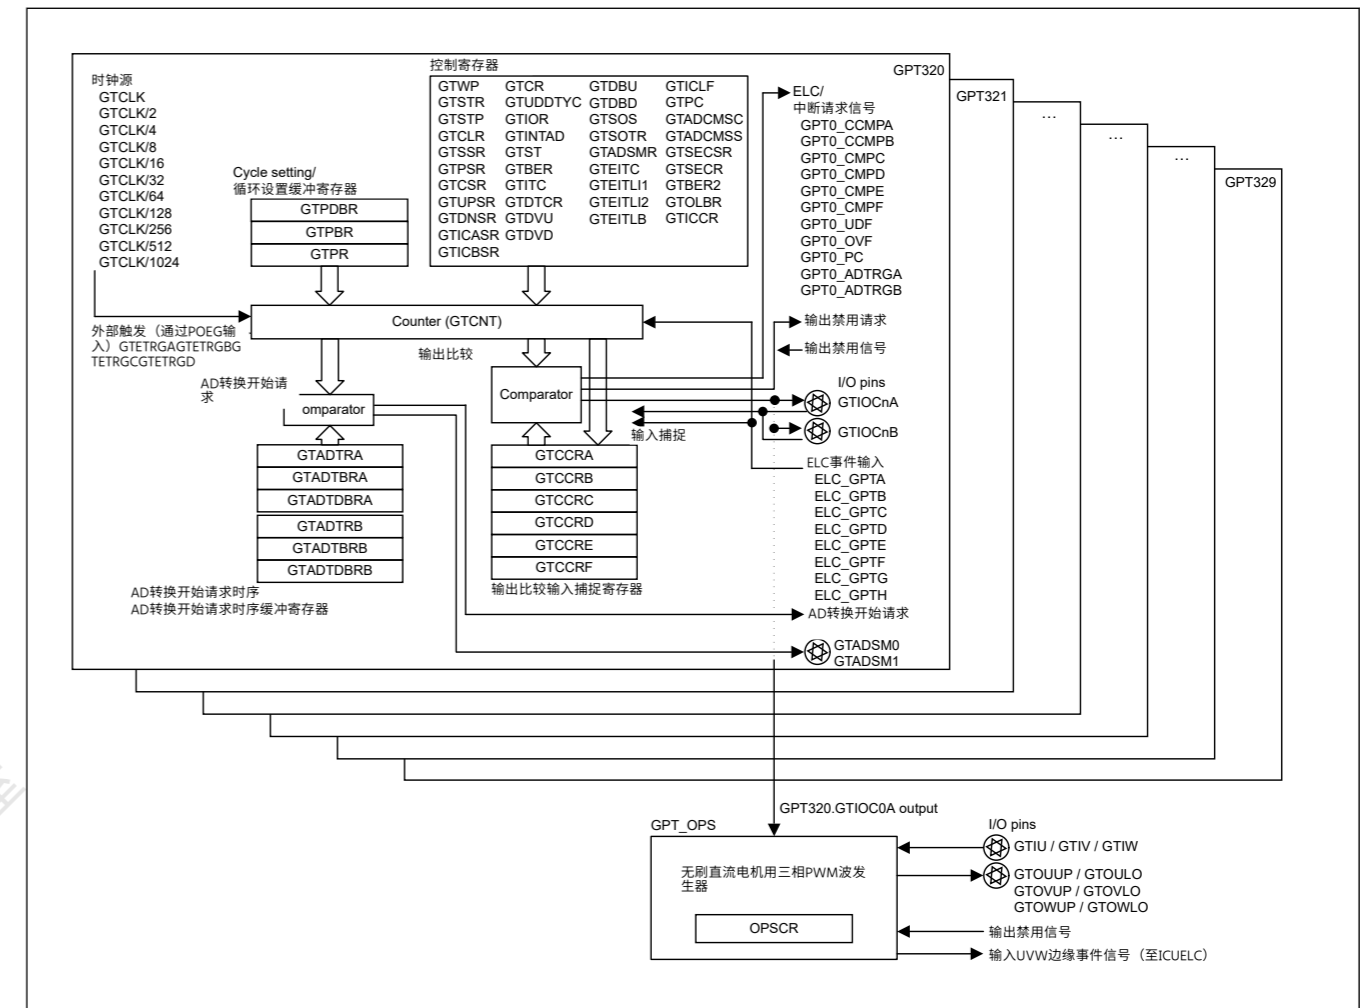 GPT320
GPT321
…
…
…
GPT329
时钟源
GTCLK
GTCLK/2
GTCLK/4
GTCLK/8
GTCLK/16
GTCLK/32
GTCLK/64
GTCLK/128
GTCLK/256
GTCLK/512
GTCLK/1024
Cycle setting/
循环设置缓冲寄存器
GTPDBR
GTPBR
GTPR
控制寄存器
GTWP GTCR GTDBU GTICLF
GTSTR GTUDDTYC GTDBD GTPC
GTSTP GTIOR GTSOS GTADCMSC
GTCLR GTINTAD GTSOTR GTADCMSS
GTSSR GTST GTADSMR GTSECSR
GTPSR GTBER GTEITC GTSECR
GTCSR GTITC GTEITLI1 GTBER2
GTUPSR GTDTCR GTEITLI2 GTOLBR
GTDNSR GTDVU GTEITLB GTICCR
GTICASR GTDVD
GTICBSR
ELC/
中断请求信号
GPT0_CCMPA
GPT0_CCMPB
GPT0_CMPC
GPT0_CMPD
GPT0_CMPE
GPT0_CMPF
GPT0_UDF
GPT0_OVF
GPT0_PC
GPT0_ADTRGA
GPT0_ADTRGB
Counter (GTCNT)
外部触发（通过POEG输
入）GTETRGAGTETRGBG
TETRGCGTETRGD
输出比较
输出禁用请求
输出禁用信号
AD转换开始请
求
omparator
Comparator
I/O pins
GTIOCnA
GTIOCnB
输入捕捉
GTADTRA
GTADTBRA
GTADTDBRA
GTADTRB
GTADTBRB
GTADTDBRB
GTCCRA
GTCCRB
GTCCRC
GTCCRD
GTCCRE
GTCCRF
ELC事件输入
ELC_GPTA
ELC_GPTB
ELC_GPTC
ELC_GPTD
ELC_GPTE
ELC_GPTF
ELC_GPTG
ELC_GPTH
AD转换开始请求时序
AD转换开始请求时序缓冲寄存器
输出比较输入捕捉寄存器
AD转换开始请求
GTADSM0
GTADSM1
GPT320.GTIOC0A output
GPT_OPS
无刷直流电机用三相PWM波发
生器
OPSCR
I/O pins
GTIU / GTIV / GTIW
GTOUUP / GTOULO
GTOVUP / GTOVLO
GTOWUP / GTOWLO
输出禁用信号
输入UVW边缘事件信号（至ICUELC）